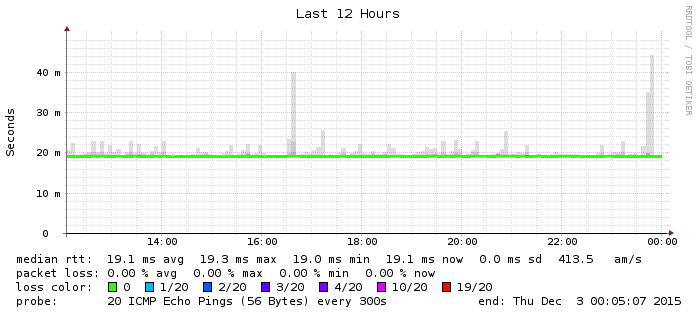 Last 12 Hours
RRDTOOL / TOBI OETIKER
Seconds
40 m
30 m
20 m
10 m
0
14:00 16:00 18:00 20:00 22:00 00:00
median rtt: 19.1 ms avg 19.3 ms max 19.0 ms min 19.1 ms now 0.0 ms sd 413.5 am/s
packet loss: 0.00 % avg 0.00 % max 0.00 % min 0.00 % now
loss color: 0 1/20 2/20 3/20 4/20 10/20 19/20
probe: 20 ICMP Echo Pings (56 Bytes) every 300s end: Thu Dec 3 00:05:07 2015